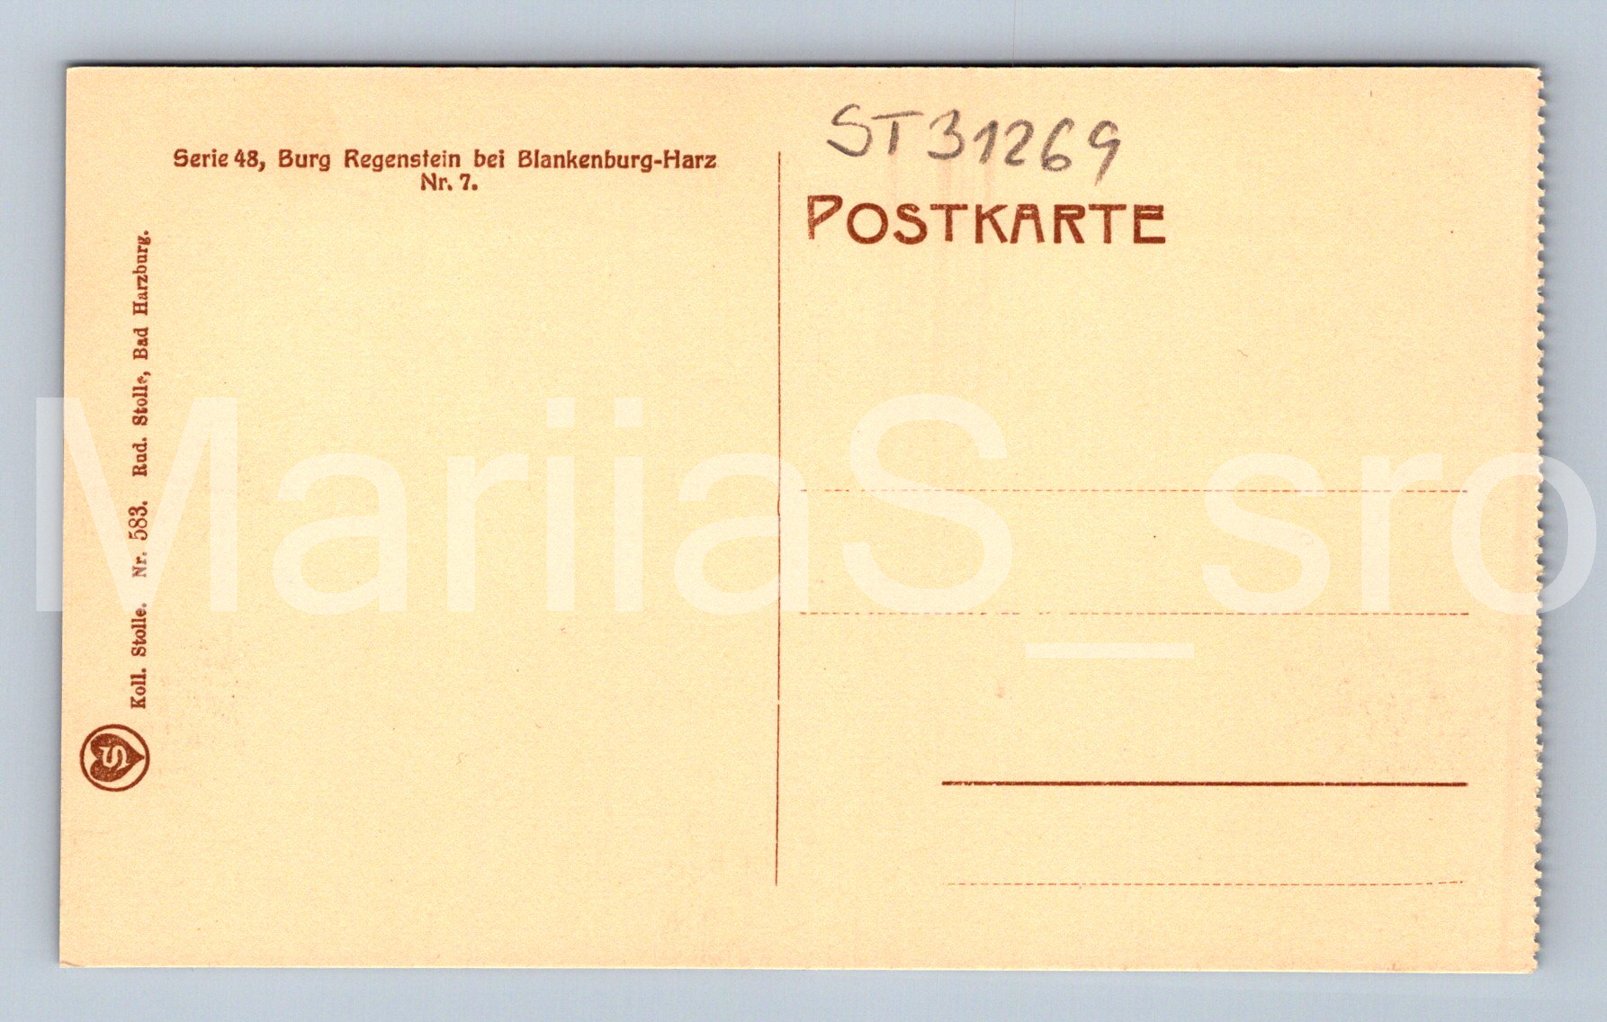 ST31269
Serie 48, Burg Regenstein bei Blankenburg-Harz
Nr. 7.
POSTKARTE
Koll. Stolle. Nr. 583. Rud. Stolle, Bad Harzburg.
S
MariiaS_sro